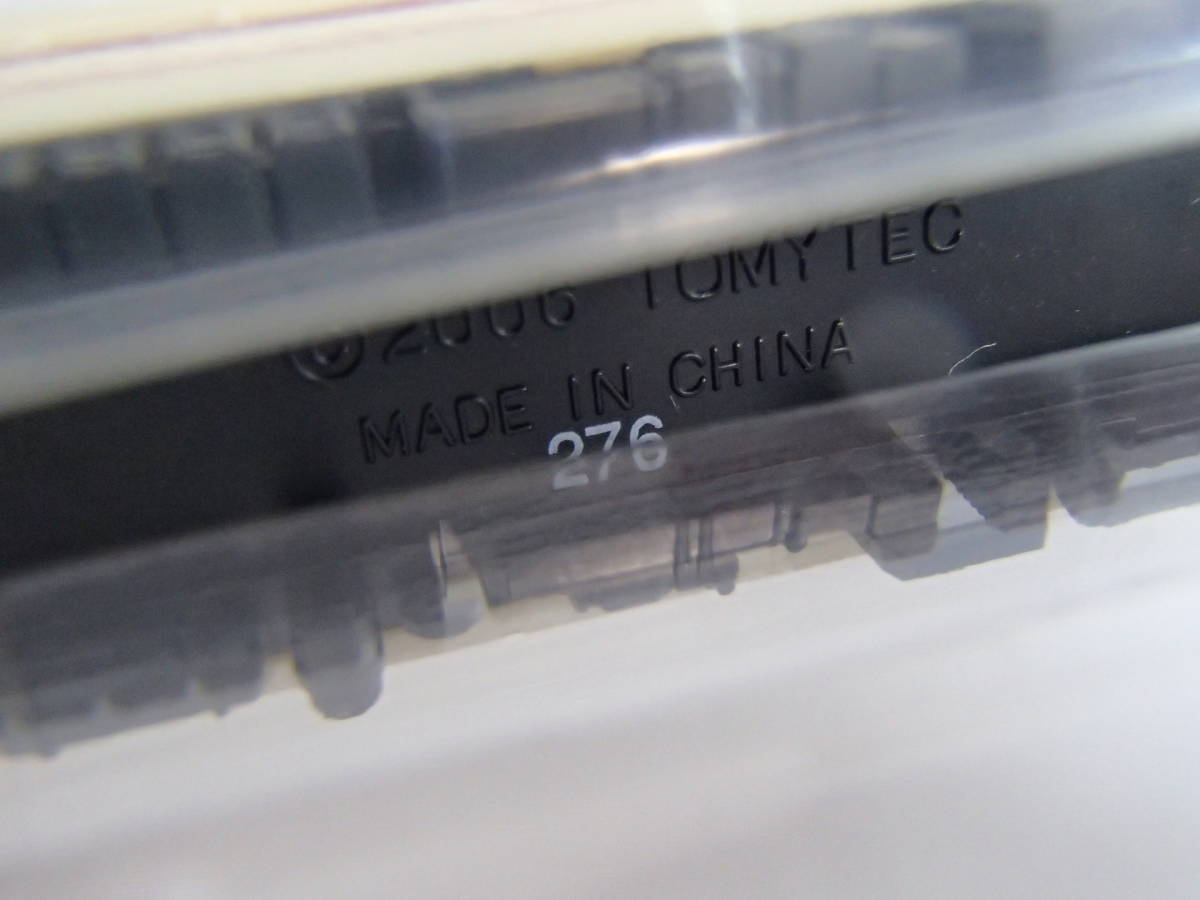 ©2006 TOMYTEC
MADE IN CHINA
276